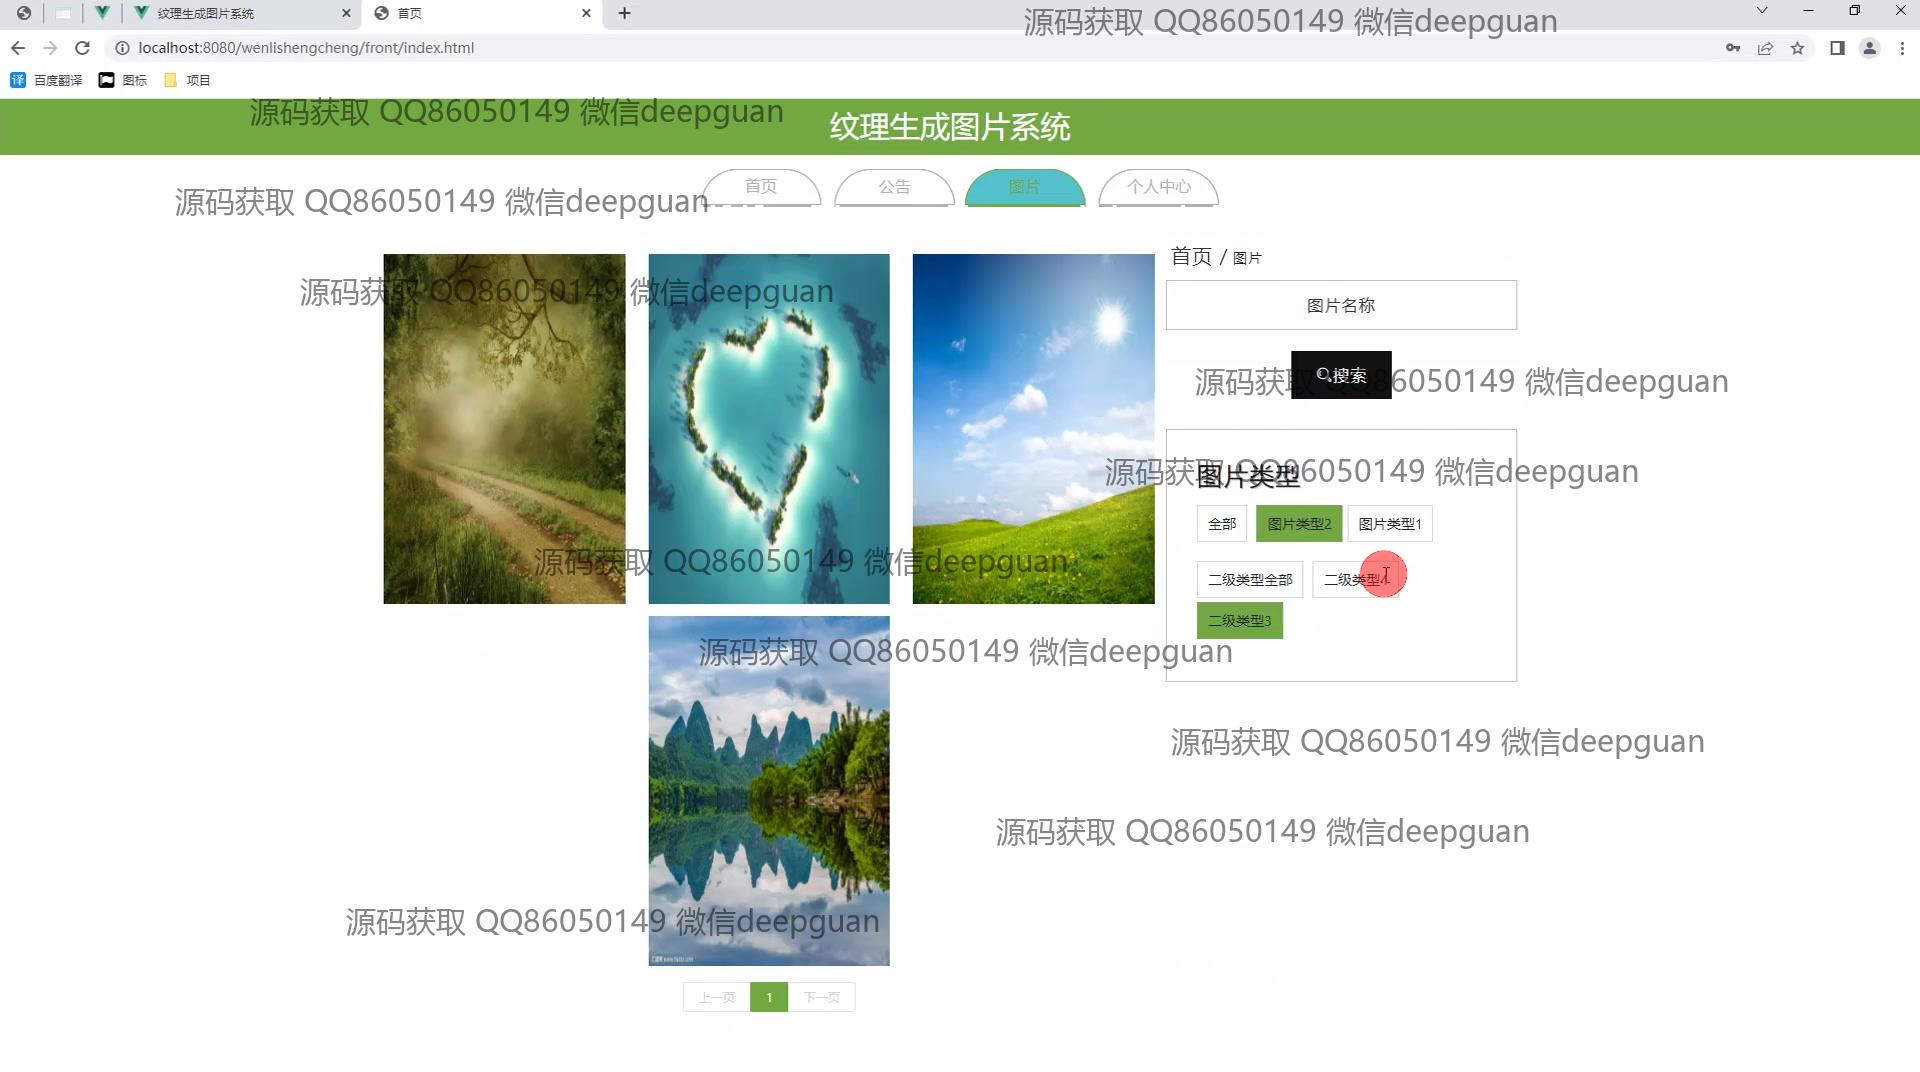 纹理生成图片系统
首页
源码获取 QQ86050149 微信deepguan
localhost:8080/wenlishengcheng/front/index.html
百度翻译
图标
项目
源码获取 QQ86050149 微信deepguan
纹理生成图片系统
首页
公告
图片
个人中心
源码获取 QQ86050149 微信deepguan
首页 / 图片
源码获取 QQ86050149 微信deepguan
图片名称
搜索
源码获取 QQ86050149 微信deepguan
图片类型
源码获取 QQ86050149 微信deepguan
全部
图片类型2
图片类型1
源码获取 QQ86050149 微信deepguan
二级类型全部
二级类型4
二级类型3
源码获取 QQ86050149 微信deepguan
源码获取 QQ86050149 微信deepguan
源码获取 QQ86050149 微信deepguan
源码获取 QQ86050149 微信deepguan
上一页
1
下一页